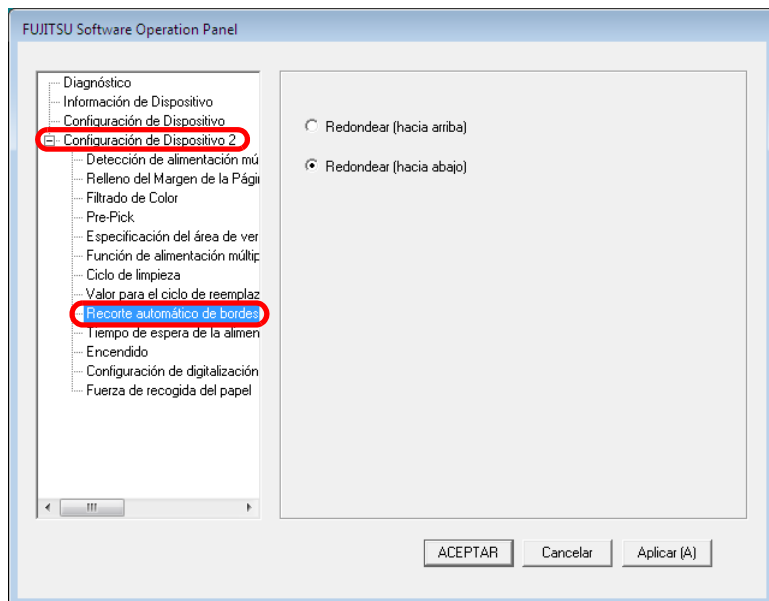 FUJITSU Software Operation Panel
Diagnóstico
Información de Dispositivo
Configuración de Dispositivo
Configuración de Dispositivo 2
Detección de alimentación mú
Relleno del Margen de la Pági
Filtrado de Color
Pre-Pick
Especificación del área de ver
Función de alimentación múltip
Ciclo de limpieza
Valor para el ciclo de reemplaz
Recorte automático de bordes
Tiempo de espera de la alimen
Encendido
Configuración de digitalización
Fuerza de recogida del papel
Redondear (hacia arriba)
Redondear (hacia abajo)
ACEPTAR
Cancelar
Aplicar (A)